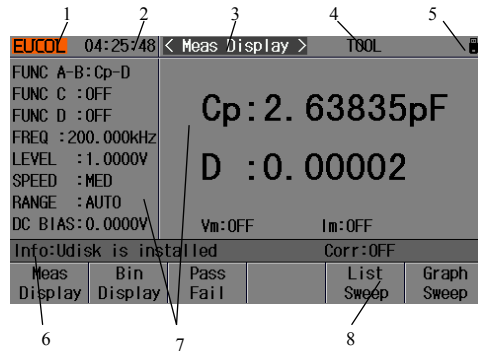 1 2 3 4 5
EUCOL 04:25:48 < Meas Display > TOOL
FUNC A-B:Cp-D
FUNC C :OFF
FUNC D :OFF
FREQ :200.000kHz
LEVEL :1.0000V
SPEED :MED
RANGE :AUTO
DC BIAS:0.0000V
Cp:2.63835pF
D :0.00002
Vm:OFF Im:OFF
Info:Udisk is installed Corr:OFF
Meas Display
Bin Display
Pass Fail
List Sweep
Graph Sweep
6 7 8